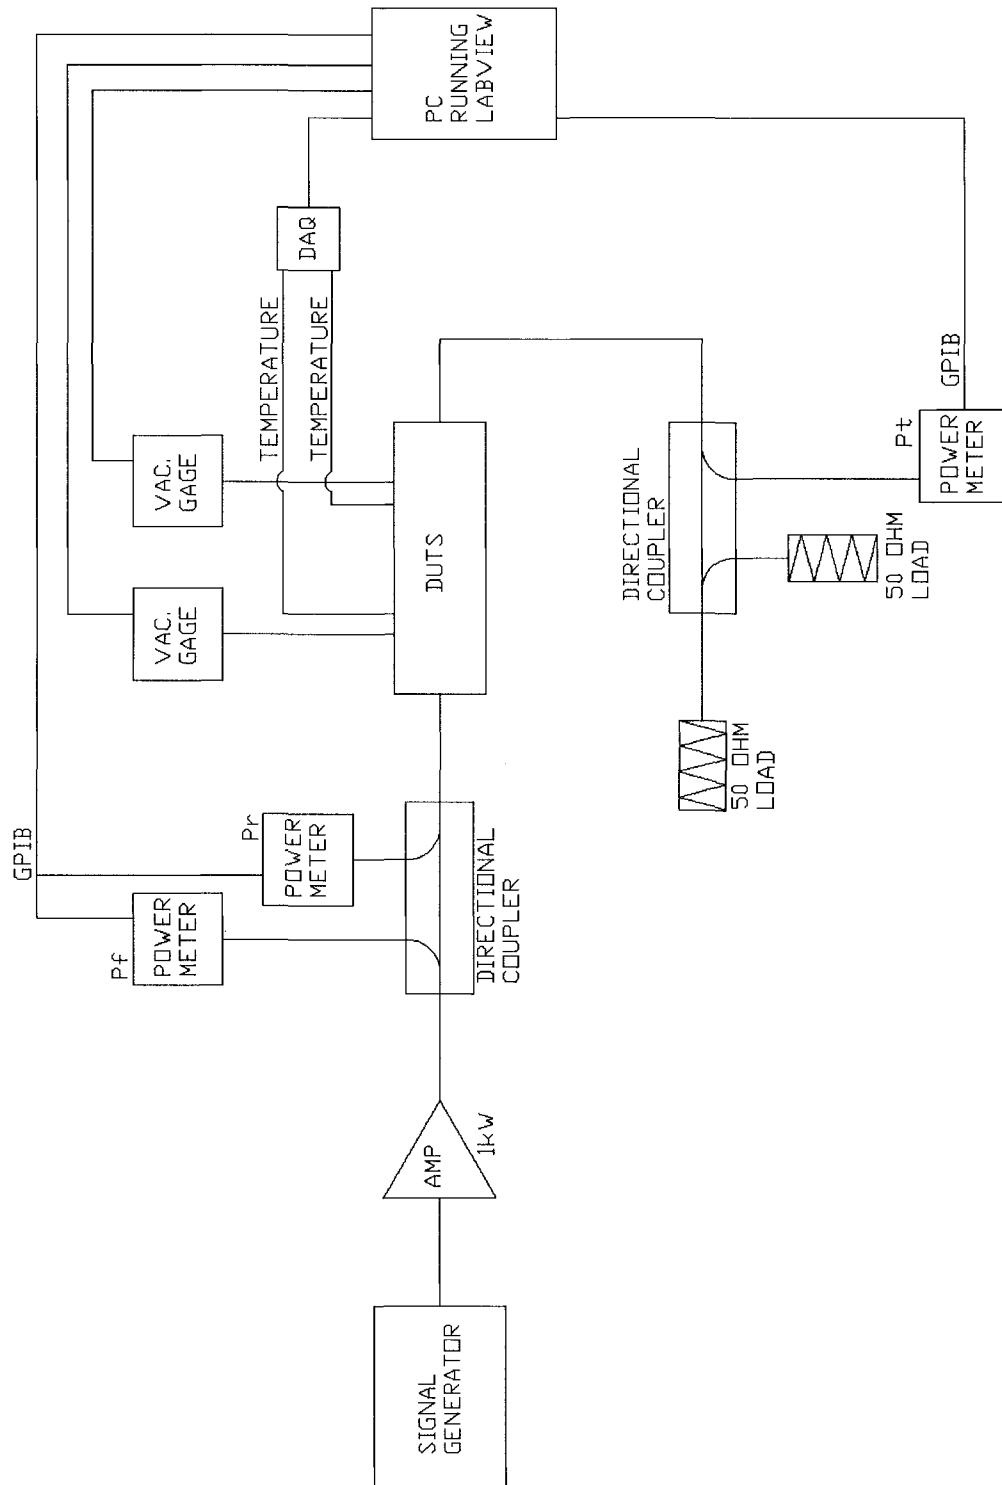 GPIB
Pf
POWER
METER
Pr
POWER
METER
VAC.
GAGE
VAC.
GAGE
TEMPERATURE
TEMPERATURE
DAQ
PC
RUNNING
LABVIEW
SIGNAL
GENERATOR
AMP
1kW
DIRECTIONAL
COUPLER
DUTS
DIRECTIONAL
COUPLER
50 OHM
LOAD
50 OHM
LOAD
Pt
POWER
METER
GPIB